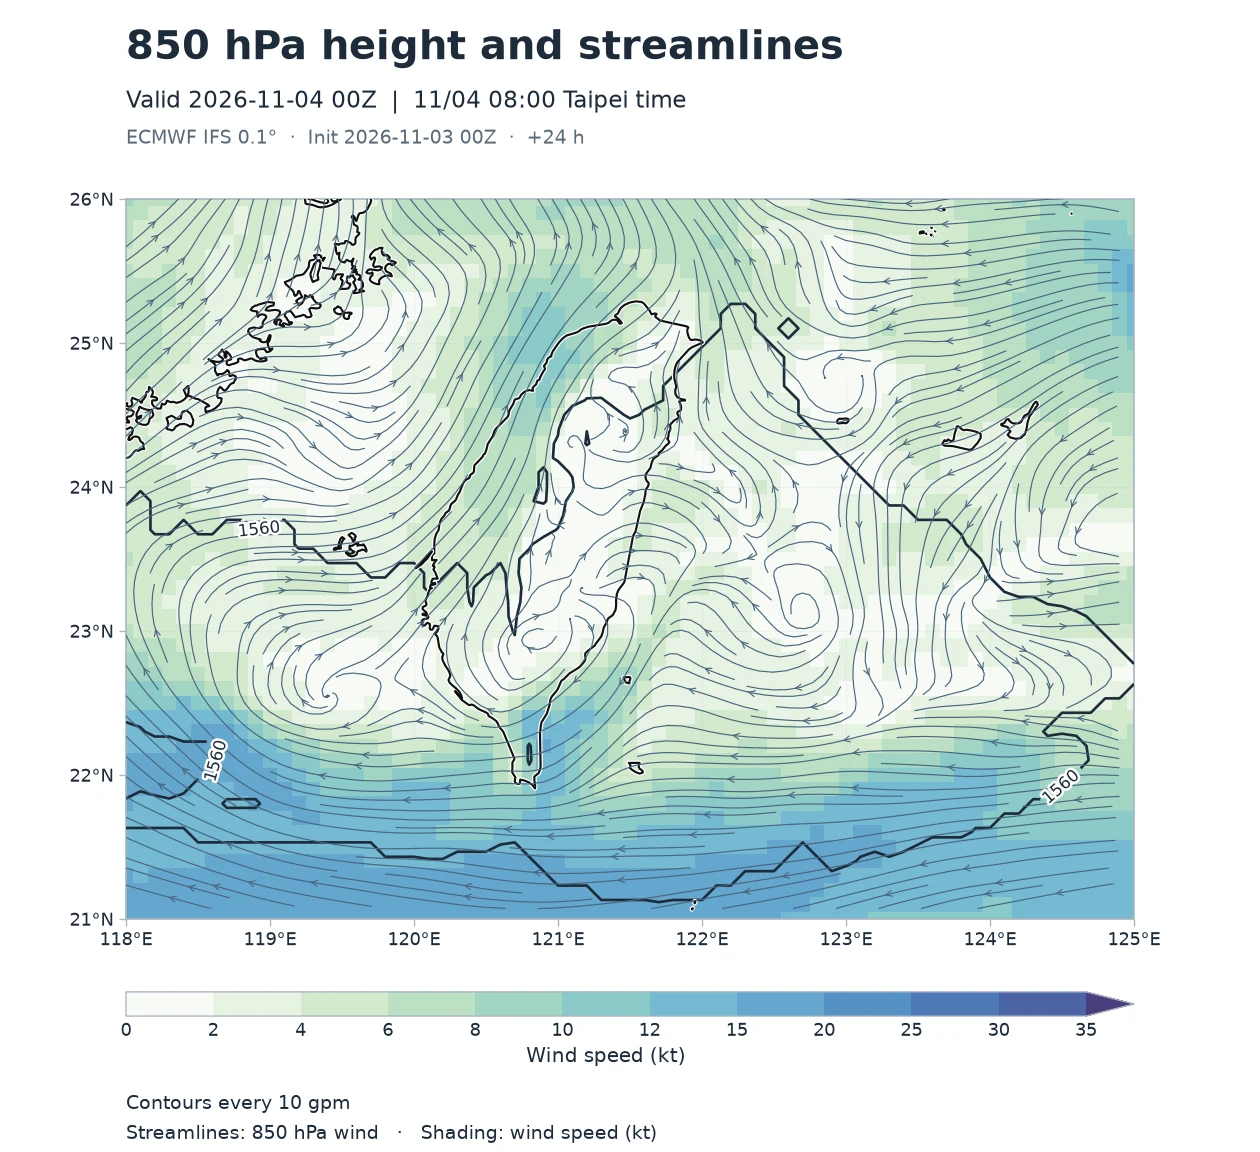 850 hPa height and streamlines
Valid 2026-11-04 00Z | 11/04 08:00 Taipei time
ECMWF IFS 0.1° · Init 2026-11-03 00Z · +24 h
26°N
25°N
24°N
1560
23°N
1560
22°N
1560
21°N
118°E 119°E 120°E 121°E 122°E 123°E 124°E 125°E
0 2 4 6 8 10 12 15 20 25 30 35
Wind speed (kt)
Contours every 10 gpm
Streamlines: 850 hPa wind · Shading: wind speed (kt)